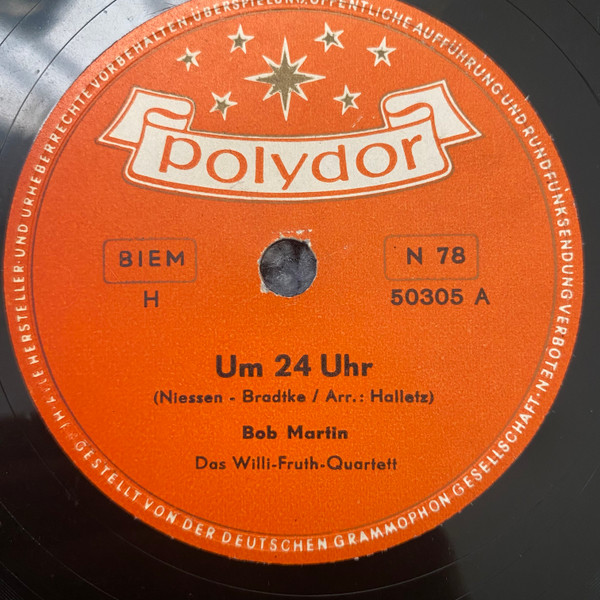 ALLE HERSTELLER- UND URHEBERRECHTE VORBEHALTEN, ÜBERSPIELUNG, ÖFFENTLICHE AUFFÜHRUNG UND RUNDFUNKSENDUNG VERBOTEN.
polydor
BIEM
N 78
H
50305 A
Um 24 Uhr
(Niessen - Bradtke / Arr.: Halletz)
Bob Martin
Das Willi-Fruth-Quartett
GESTELLT VON DER DEUTSCHEN GRAMMOPHON GESELLSCHAFT